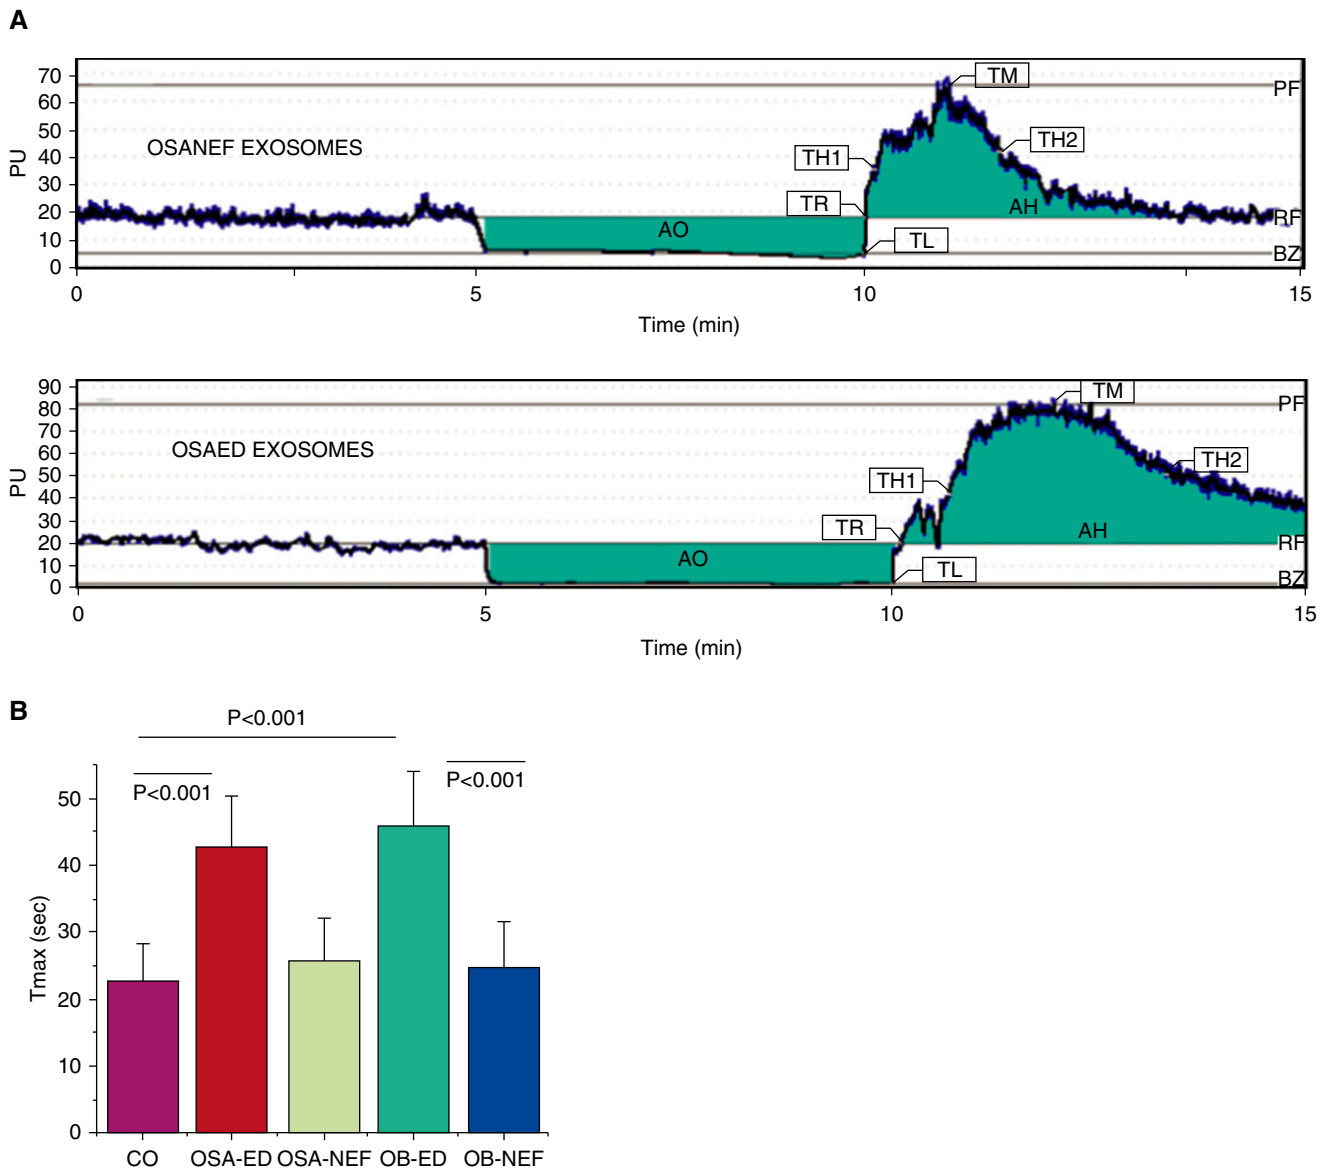 A
70
60
50
40
30
20
10
0
PU
OSANEF EXOSOMES
TM
PF
TH1
TH2
TR
AH
RF
AO
TL
BZ
0 5 10 15
Time (min)
90
80
70
60
50
40
30
20
10
0
PU
OSAED EXOSOMES
TM
PF
TH1
TH2
TR
AH
RF
AO
TL
BZ
0 5 10 15
Time (min)
B
P<0.001
P<0.001
P<0.001
50
40
30
20
10
0
Tmax (sec)
CO OSA-ED OSA-NEF OB-ED OB-NEF